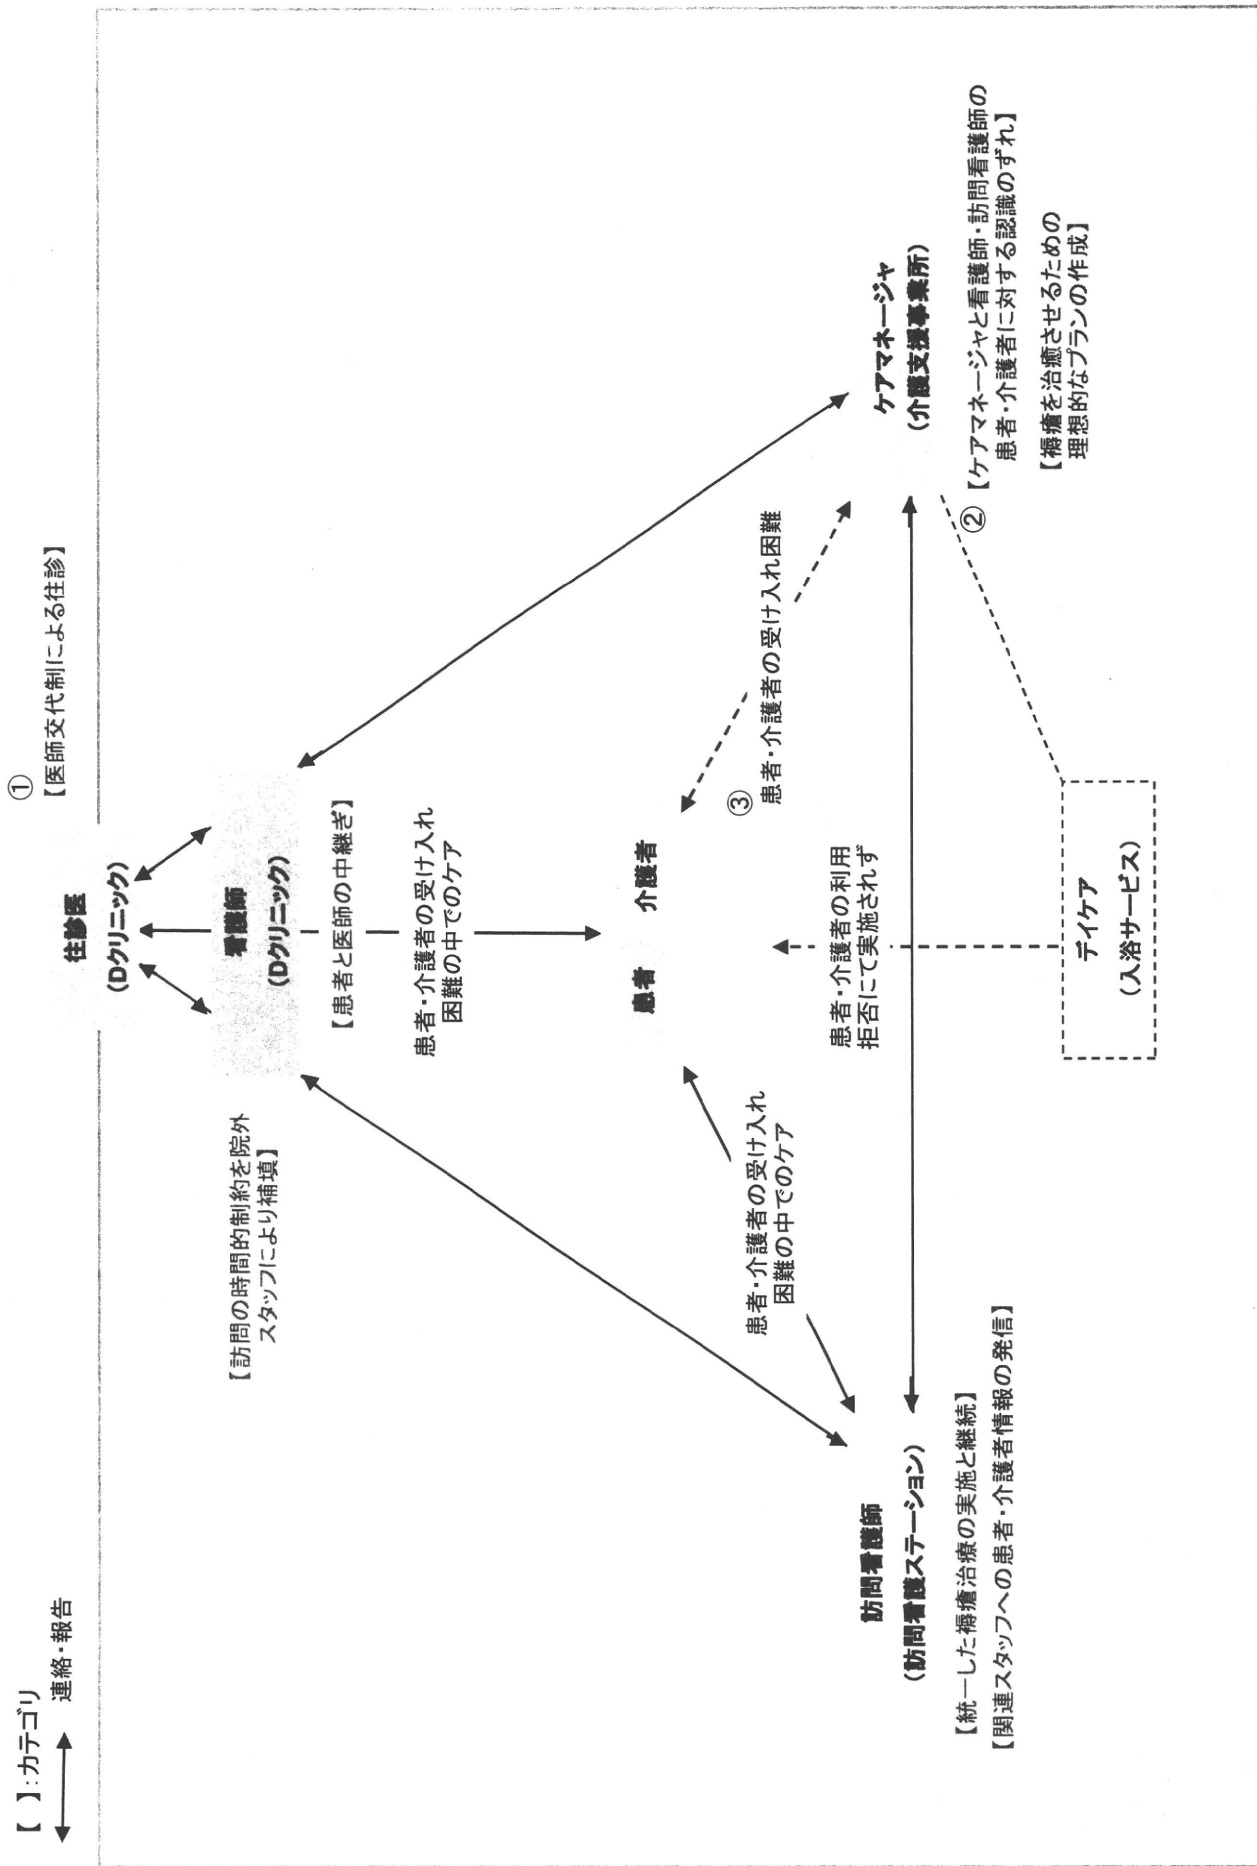 【 】:カテゴリ
連絡・報告
①
【医師交代制による往診】
往診医
(Dクリニック)
【訪問の時間的制約を院外
スタッフにより補填】
看護師
(Dクリニック)
【患者と医師の中継ぎ】
患者・介護者の受け入れ
困難の中でのケア
患者 介護者
患者・介護者の受け入れ
困難の中でのケア
患者・介護者の利用
拒否にて実施されず
③
患者・介護者の受け入れ困難
訪問看護師
(訪問看護ステーション)
【統一した褥瘡治療の実施と継続】
【関連スタッフへの患者・介護者情報の発信】
ケアマネージャ
(介護支援事業所)
②
【ケアマネージャと看護師・訪問看護師の
患者・介護者に対する認識のずれ】
【褥瘡を治癒させるための
理想的なプランの作成】
デイケア
(入浴サービス)